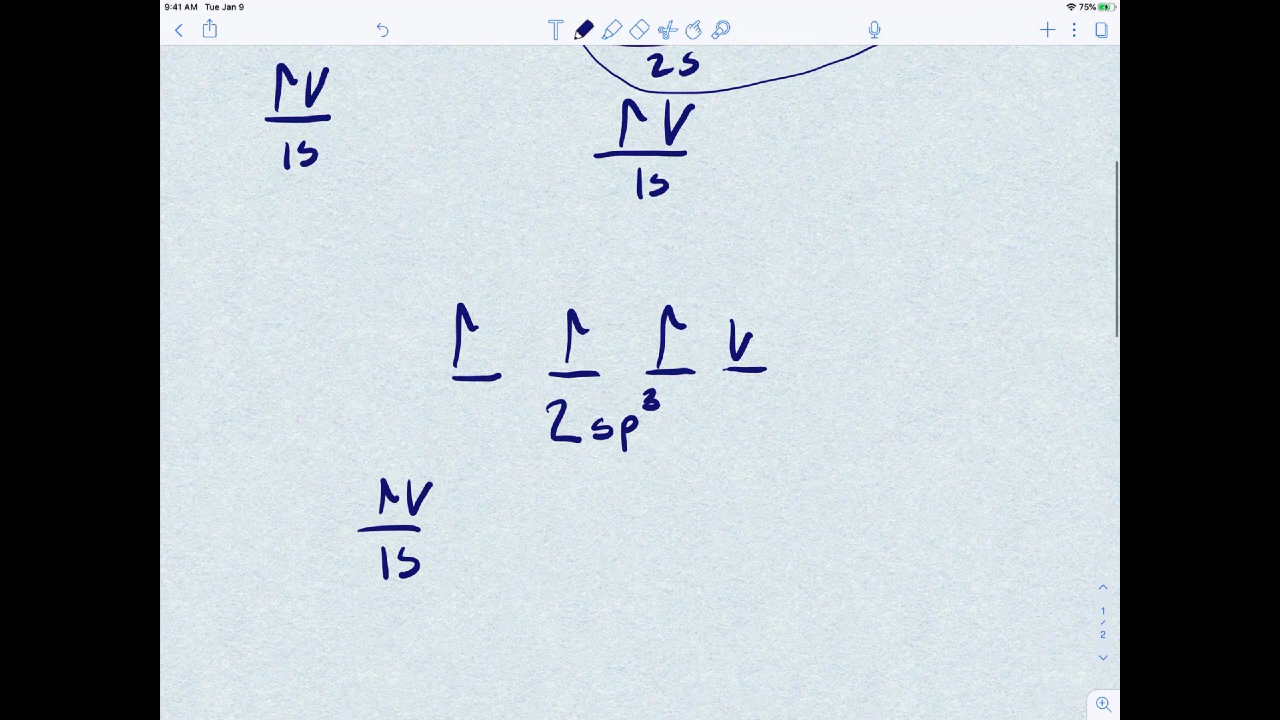 9:41 AM Tue Jan 9 75%
T
2s
↿⇂ ↿⇂
1s 1s
↿ ↿ ↿ ⇂
2sp³
↿⇂
1s
1
/
2